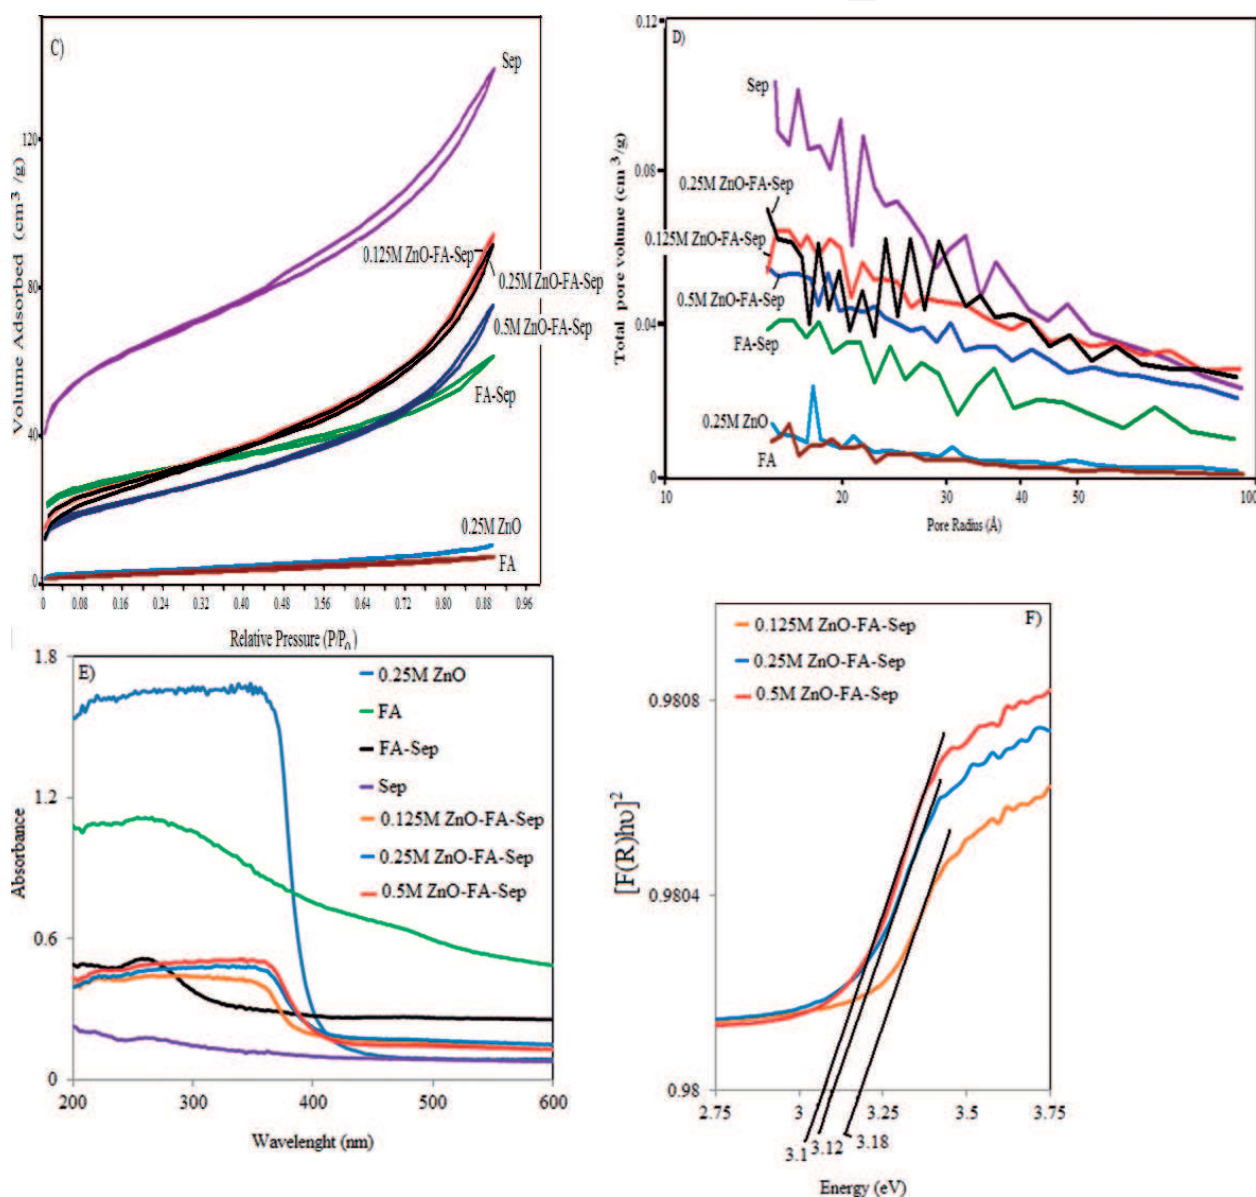 C)
Volume Adsorbed (cm³/g)
120
80
40
0
Sep
0.125M ZnO-FA-Sep
0.25M ZnO-FA-Sep
0.5M ZnO-FA-Sep
FA-Sep
0.25M ZnO
FA
0 0.08 0.16 0.24 0.32 0.40 0.48 0.56 0.64 0.72 0.80 0.88 0.96
Relative Pressure (P/P₀)
D)
Total pore volume (cm³/g)
0.12
0.08
0.04
0
Sep
0.25M ZnO-FA-Sep
0.125M ZnO-FA-Sep
0.5M ZnO-FA-Sep
FA-Sep
0.25M ZnO
FA
10 20 30 40 50 100
Pore Radius (Å)
E)
Absorbance
1.8
1.2
0.6
0
0.25M ZnO
FA
FA-Sep
Sep
0.125M ZnO-FA-Sep
0.25M ZnO-FA-Sep
0.5M ZnO-FA-Sep
200 300 400 500 600
Wavelenght (nm)
F)
[F(R)hυ]²
0.125M ZnO-FA-Sep
0.25M ZnO-FA-Sep
0.5M ZnO-FA-Sep
0.9808
0.9804
0.98
2.75 3 3.25 3.5 3.75
3.1 3.12 3.18
Energy (eV)